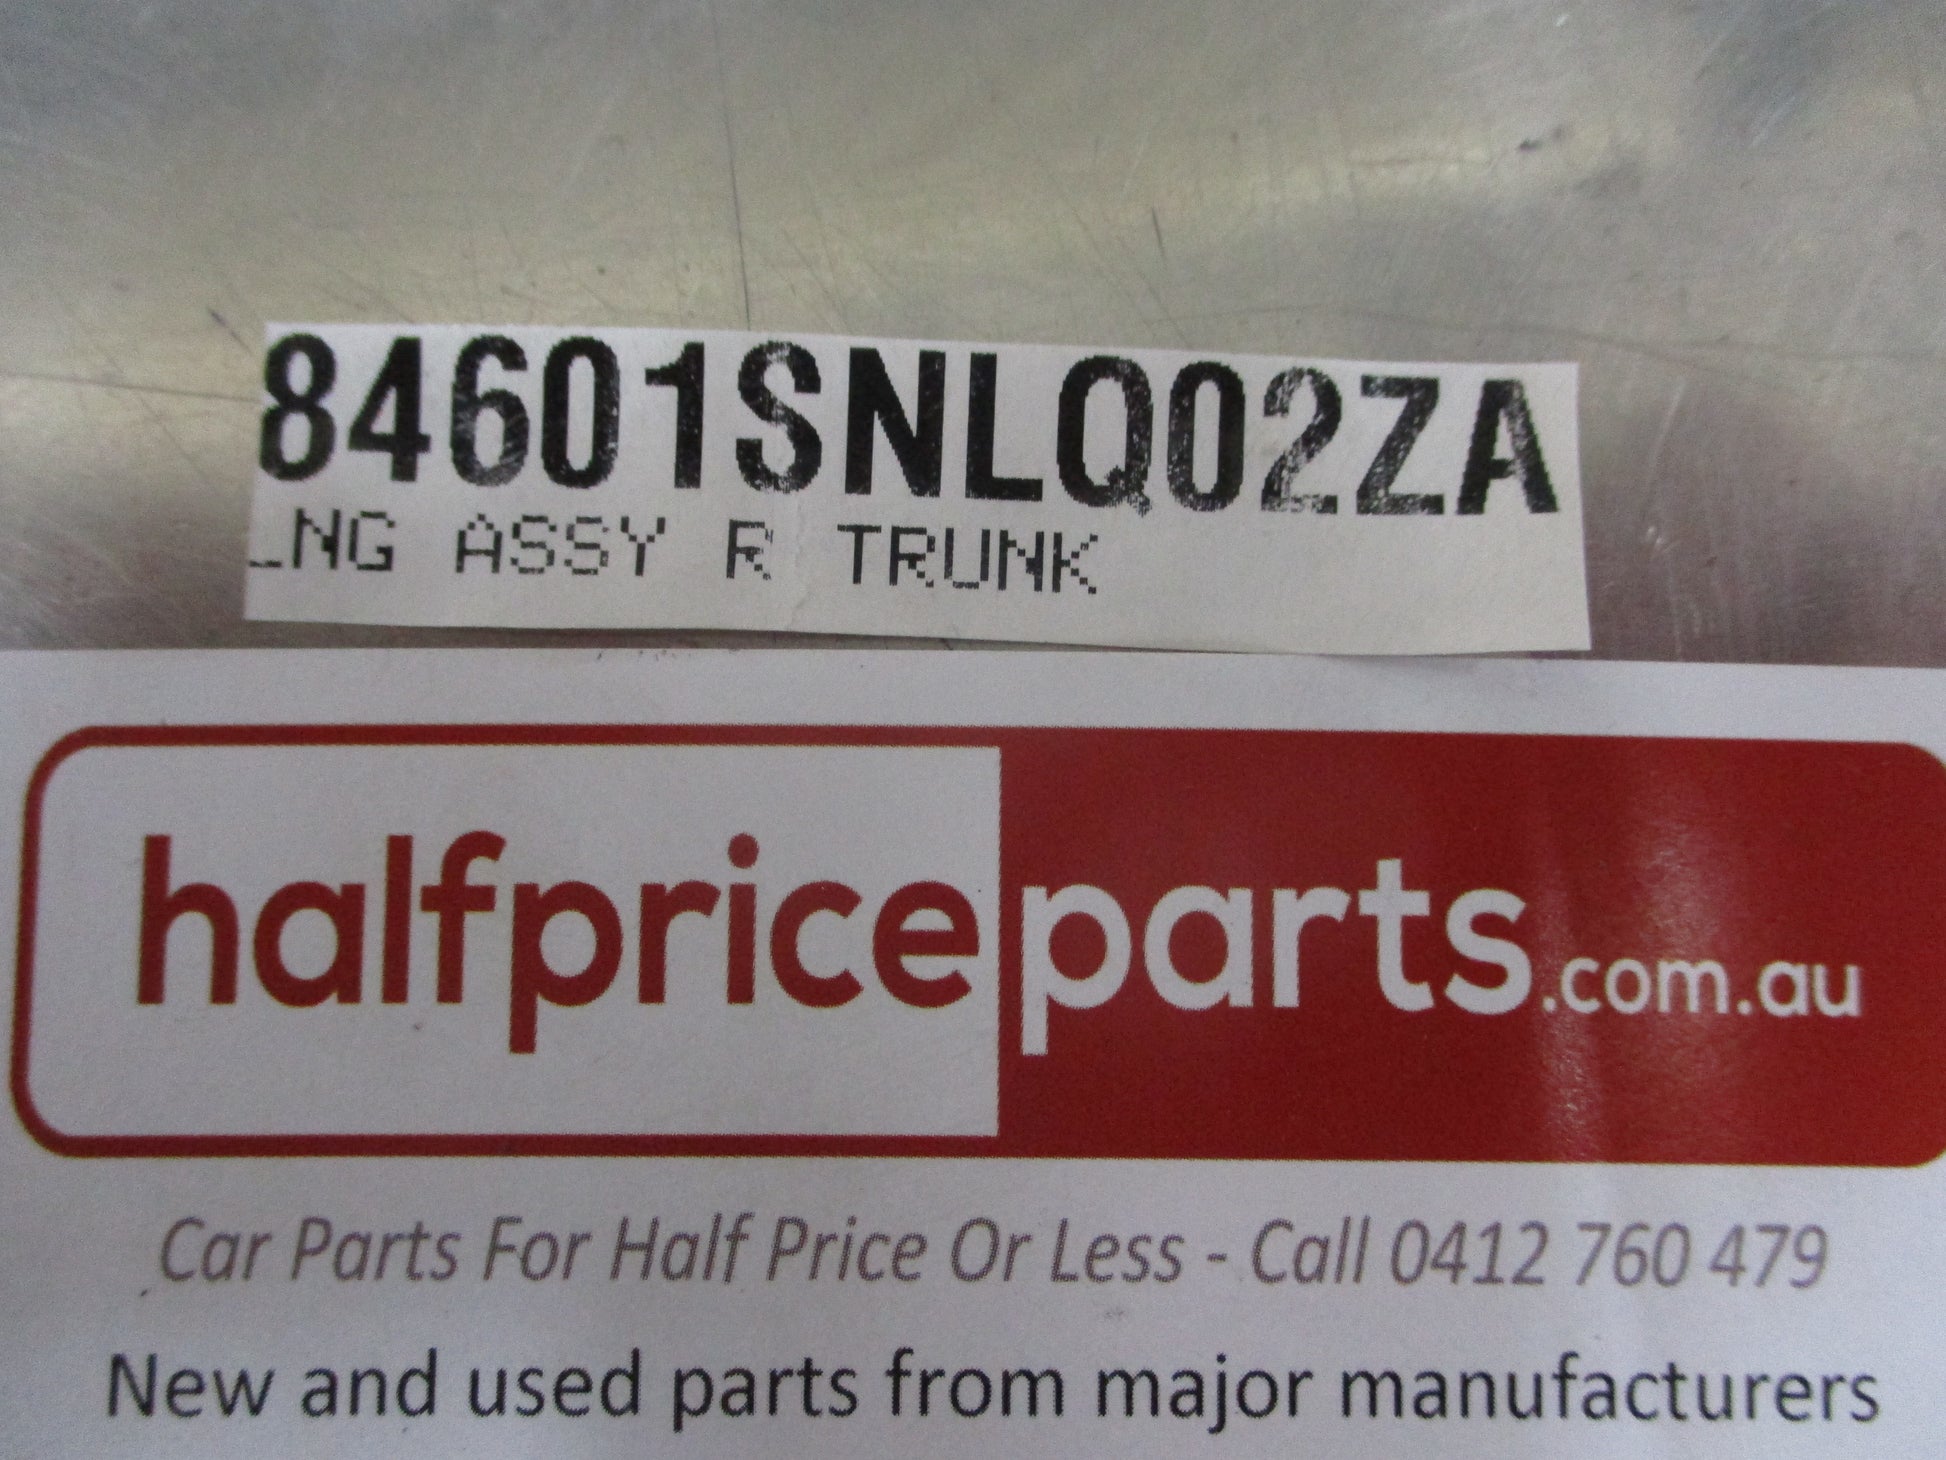 84601SNLQ02ZA
LNG ASSY R TRUNK
halfpriceparts.com.au
Car Parts For Half Price Or Less - Call 0412 760 479
New and used parts from major manufacturers